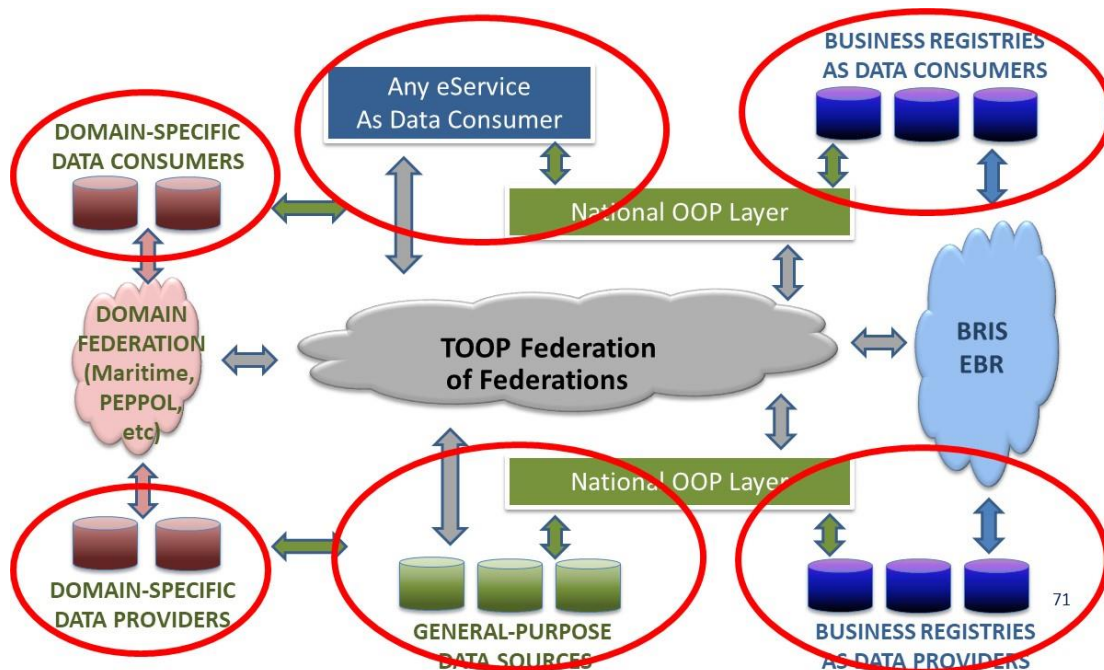 BUSINESS REGISTRIES
AS DATA CONSUMERS
Any eService
As Data Consumer
DOMAIN-SPECIFIC
DATA CONSUMERS
National OOP Layer
DOMAIN
FEDERATION
(Maritime,
PEPPOL,
etc)
TOOP Federation
of Federations
BRIS
EBR
National OOP Layer
DOMAIN-SPECIFIC
DATA PROVIDERS
GENERAL-PURPOSE
DATA SOURCES
BUSINESS REGISTRIES
AS DATA PROVIDERS
71